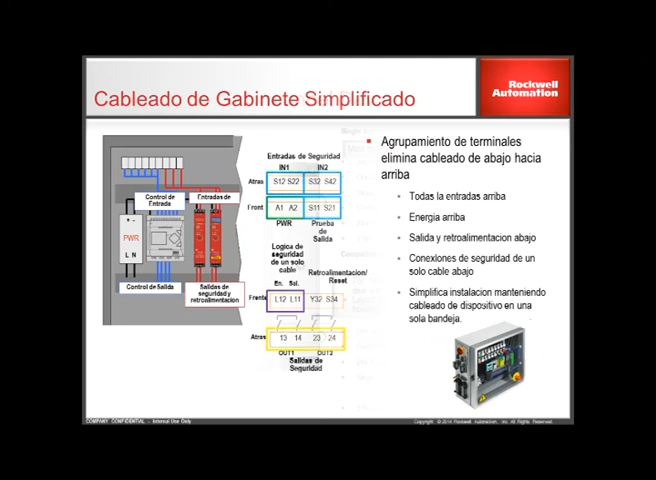 Rockwell
Automation
Cableado de Gabinete Simplificado
Agrupamiento de terminales
elimina cableado de abajo hacia
arriba
Todas la entradas arriba
Energia arriba
Salida y retroalimentacion abajo
Conexiones de seguridad de un
solo cable abajo
Simplifica instalacion manteniendo
cableado de dispositivo en una
sola bandeja.
Control de
Entrada
Entradas de
PWR
L N
Control de Salida
Salidas de
seguridad y
retroalimentacion
Entradas de Seguridad
IN1 IN2
Atras S12 S22 S32 S42
Front A1 A2 S11 S21
PWR Prueba
de
Salida
Logica de
seguridad
de un solo
cable
Retroalimentacion/
Reset
En. Sal.
Frente L12 L11 Y32 S34
Atras 13 14 23 24
OUT1 OUT2
Salidas de
Seguridad
COMPANY CONFIDENTIAL - Internal Use Only
Copyright © 2014 Rockwell Automation, Inc. All Rights Reserved.